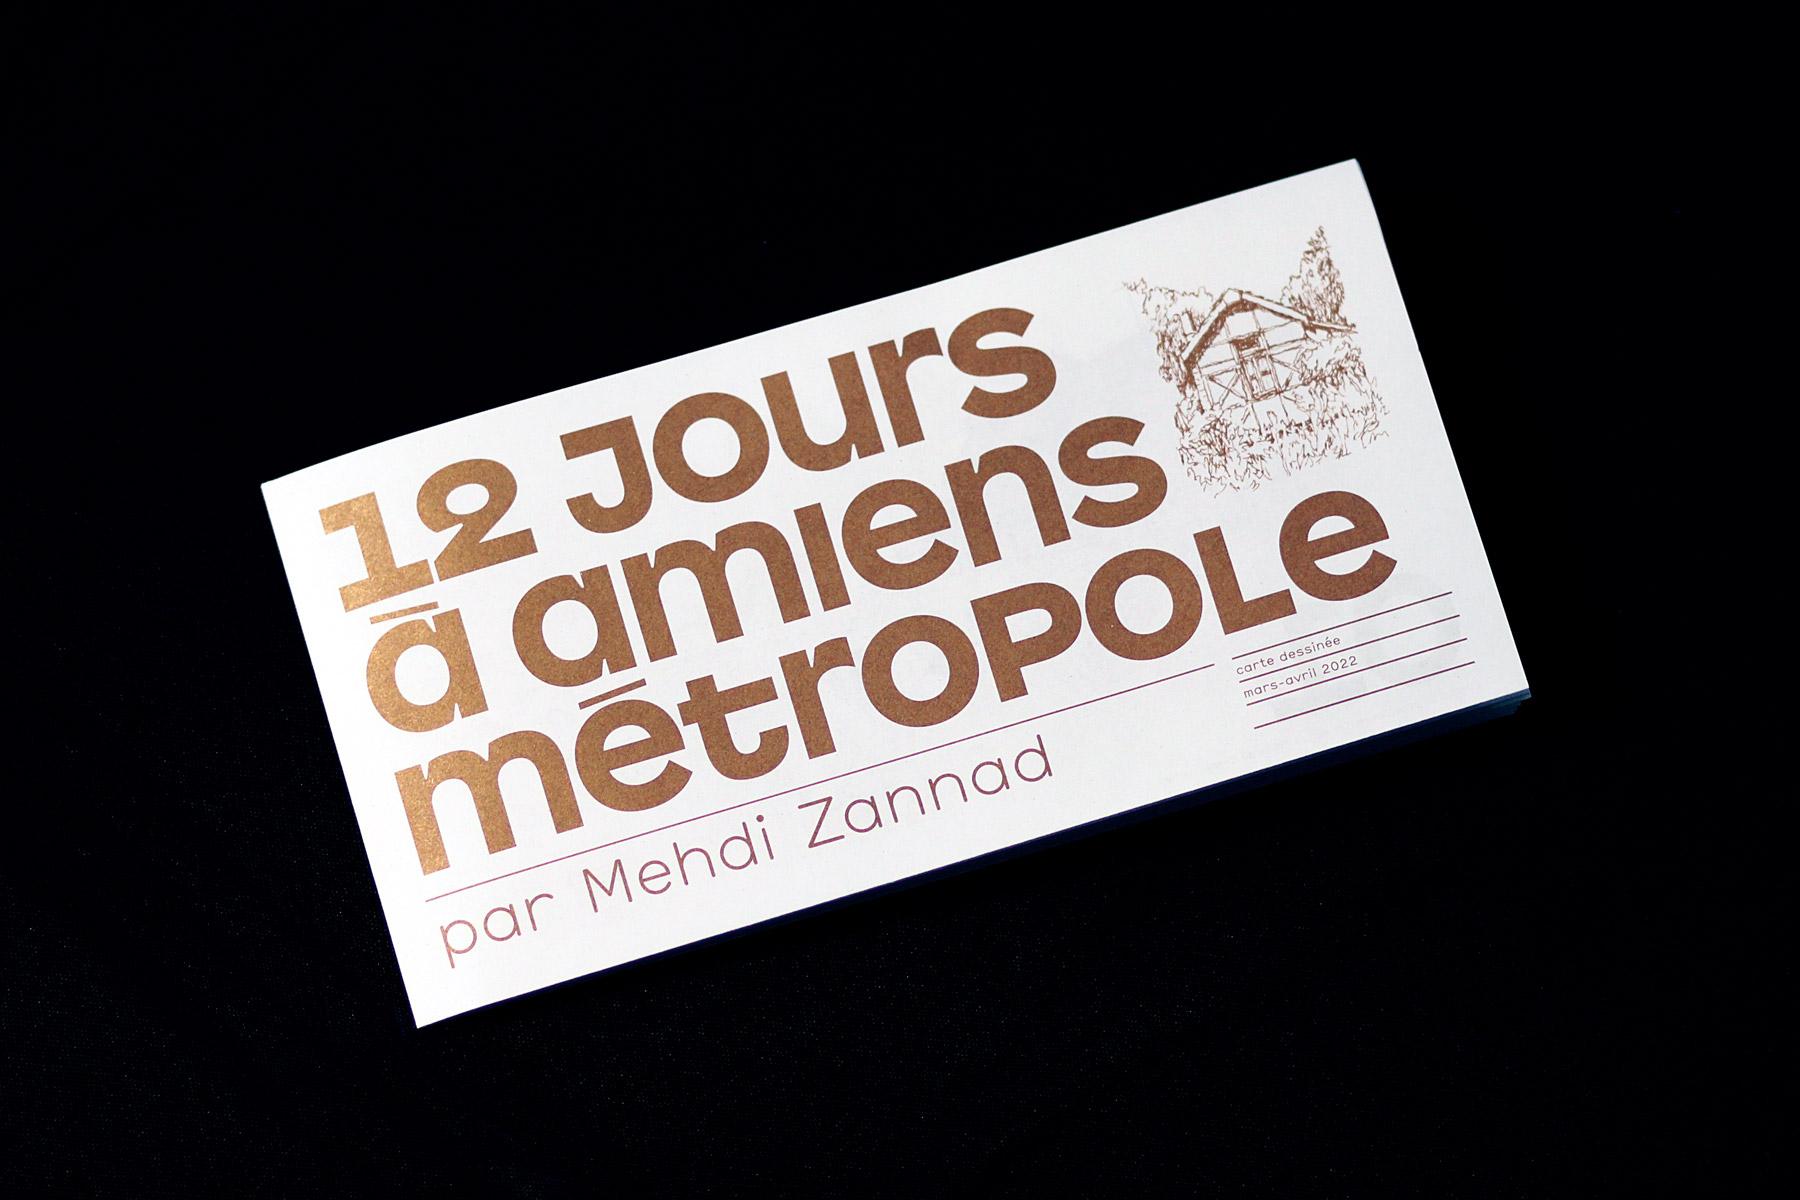 12 Jours
à amiens
métropole
par Mehdi Zannad
carte dessinée
mars-avril 2022